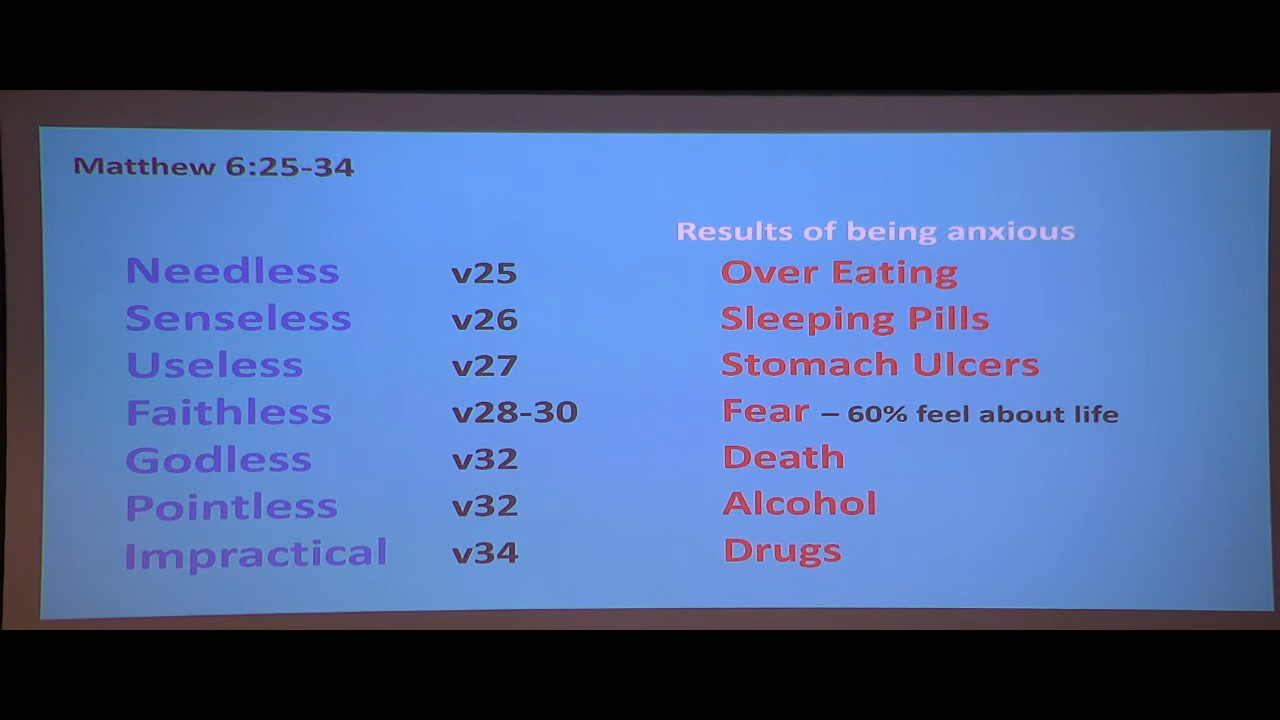 Matthew 6:25-34
Results of being anxious
Needless v25 Over Eating
Senseless v26 Sleeping Pills
Useless v27 Stomach Ulcers
Faithless v28-30 Fear – 60% feel about life
Godless v32 Death
Pointless v32 Alcohol
Impractical v34 Drugs